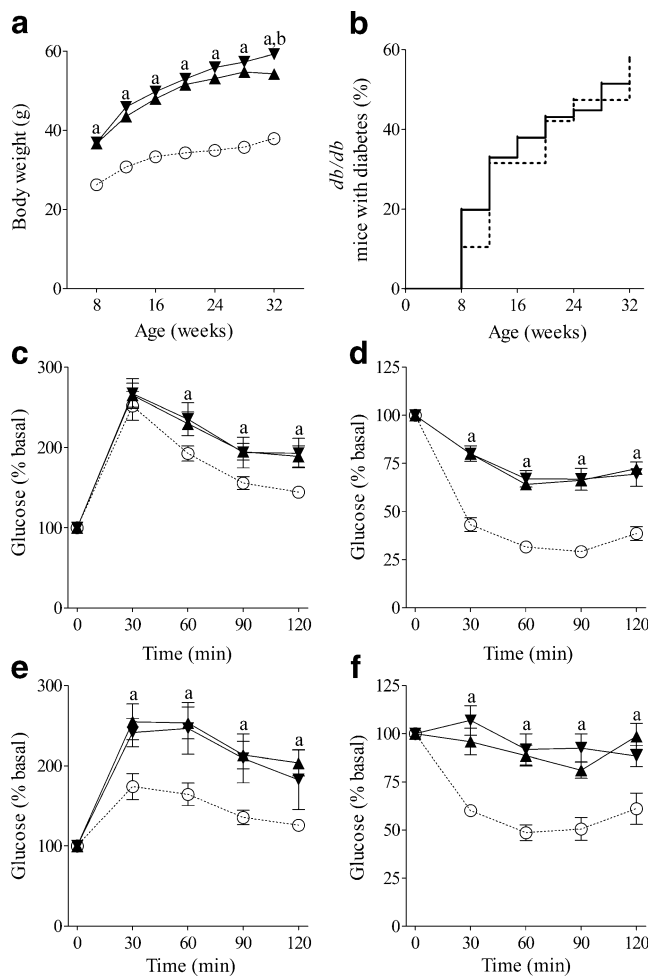 a
a a a a a a a,b
60
40
20
0
8 16 24 32
Body weight (g)
Age (weeks)
b
60
40
20
0
0 8 16 24 32
db/db
mice with diabetes (%)
Age (weeks)
c
a a a
300
200
100
0
0 30 60 90 120
Glucose (% basal)
Time (min)
d
a a a a
125
100
75
50
25
0
0 30 60 90 120
Glucose (% basal)
Time (min)
e
a a a a
300
200
100
0
0 30 60 90 120
Glucose (% basal)
Time (min)
f
a a a a
125
100
75
50
25
0
0 30 60 90 120
Glucose (% basal)
Time (min)